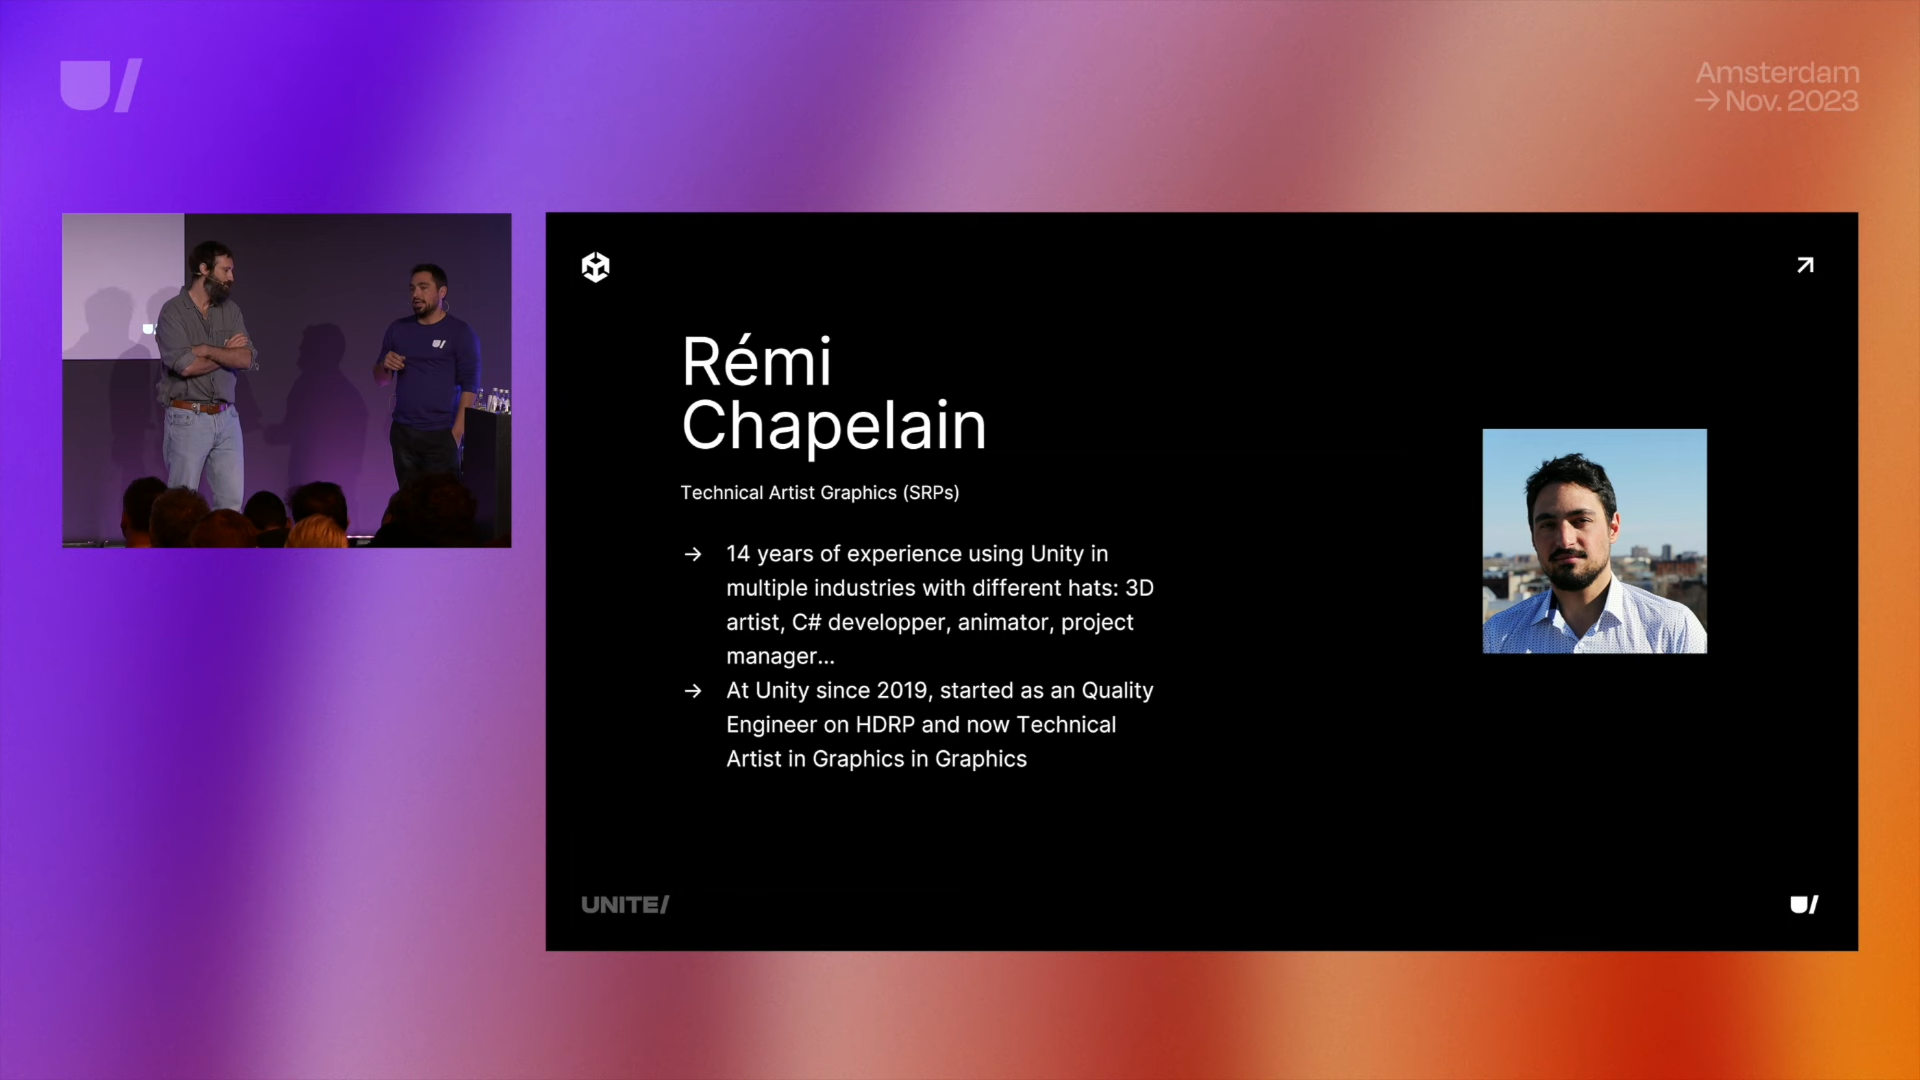 Amsterdam
→ Nov. 2023
Rémi
Chapelain
Technical Artist Graphics (SRPs)
→ 14 years of experience using Unity in
multiple industries with different hats: 3D
artist, C# developper, animator, project
manager...
→ At Unity since 2019, started as an Quality
Engineer on HDRP and now Technical
Artist in Graphics in Graphics
UNITE/
U/